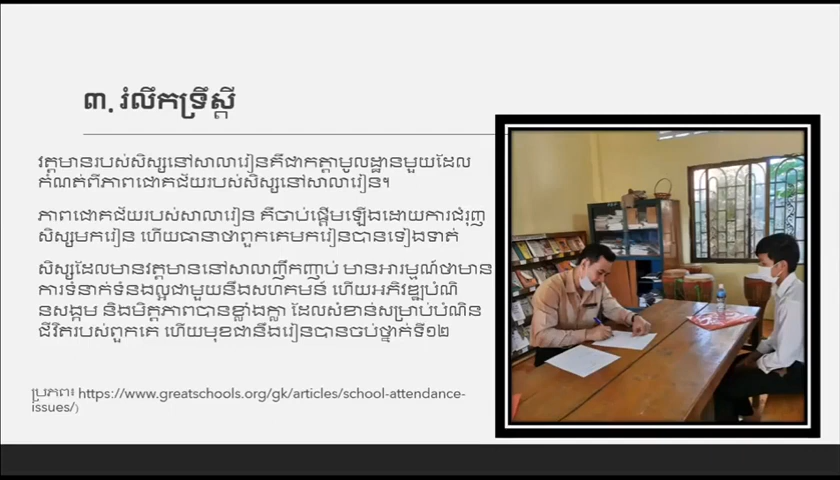 ៣. រំលឹកទ្រឹស្ដី
វត្តមានរបស់សិស្សនៅសាលារៀនគឺជាកត្តាមូលដ្ឋានមួយដែល
កំណត់ពីភាពជោគជ័យរបស់សិស្សនៅសាលារៀន។
ភាពជោគជ័យរបស់សាលារៀន គឺចាប់ផ្ដើមឡើងដោយការជំរុញ
សិស្សមករៀន ហើយធានាថាពួកគេមករៀនបានទៀងទាត់
សិស្សដែលមានវត្តមាននៅសាលាញឹកញាប់ មានអារម្មណ៍ថាមាន
ការទំនាក់ទំនងល្អជាមួយនឹងសហគមន៍ ហើយអភិវឌ្ឍបំណិ
នសង្គម និងមិត្តភាពបានខ្លាំងក្លា ដែលសំខាន់សម្រាប់បំណិន
ជីវិតរបស់ពួកគេ ហើយមុខជានឹងរៀនបានចប់ថ្នាក់ទី១២
ប្រភព៖ https://www.greatschools.org/gk/articles/school-attendance-
issues/)